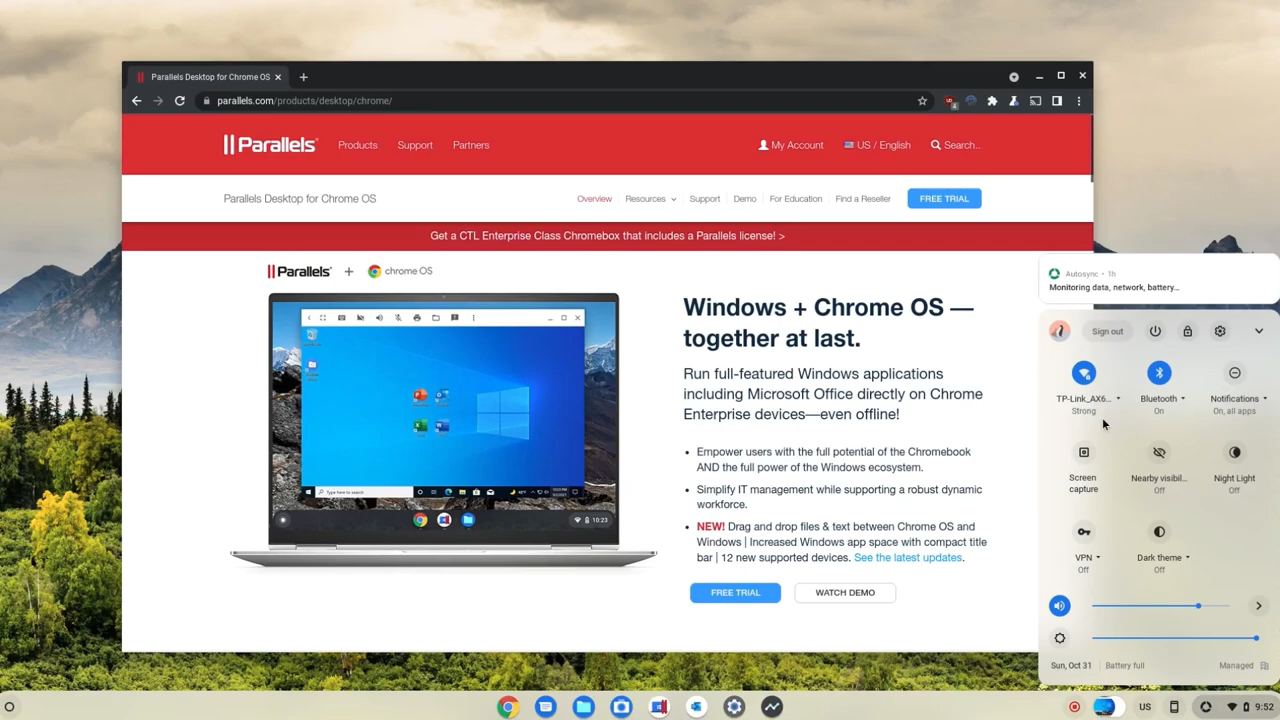 Parallels Desktop for Chrome OS
parallels.com/products/desktop/chrome/
Parallels
Products
Support
Partners
My Account
US / English
Search..
Parallels Desktop for Chrome OS
Overview
Resources
Support
Demo
For Education
Find a Reseller
FREE TRIAL
Get a CTL Enterprise Class Chromebox that includes a Parallels license! >
Parallels + chrome OS
Type here to search
10:23
Windows + Chrome OS —
together at last.
Run full-featured Windows applications
including Microsoft Office directly on Chrome
Enterprise devices—even offline!
• Empower users with the full potential of the Chromebook
AND the full power of the Windows ecosystem.
• Simplify IT management while supporting a robust dynamic
workforce.
• NEW! Drag and drop files & text between Chrome OS and
Windows | Increased Windows app space with compact title
bar | 12 new supported devices. See the latest updates.
FREE TRIAL
WATCH DEMO
Autosync • 1h
Monitoring data, network, battery...
Sign out
TP-Link_AX6...
Strong
Bluetooth
On
Notifications
On, all apps
Screen
capture
Nearby visibil...
Off
Night Light
Off
VPN
Off
Dark theme
Off
Sun, Oct 31
Battery full
Managed
US
9:52